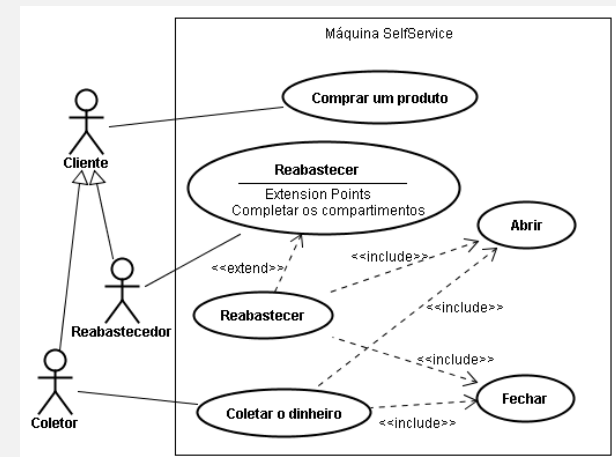 Máquina SelfService
Comprar um produto
Cliente
Reabastecer
Extension Points
Completar os compartimentos
Abrir
<<include>>
<<extend>>
<<include>>
Reabastecer
Reabastecedor
<<include>>
Fechar
Coletar o dinheiro
<<include>>
Coletor